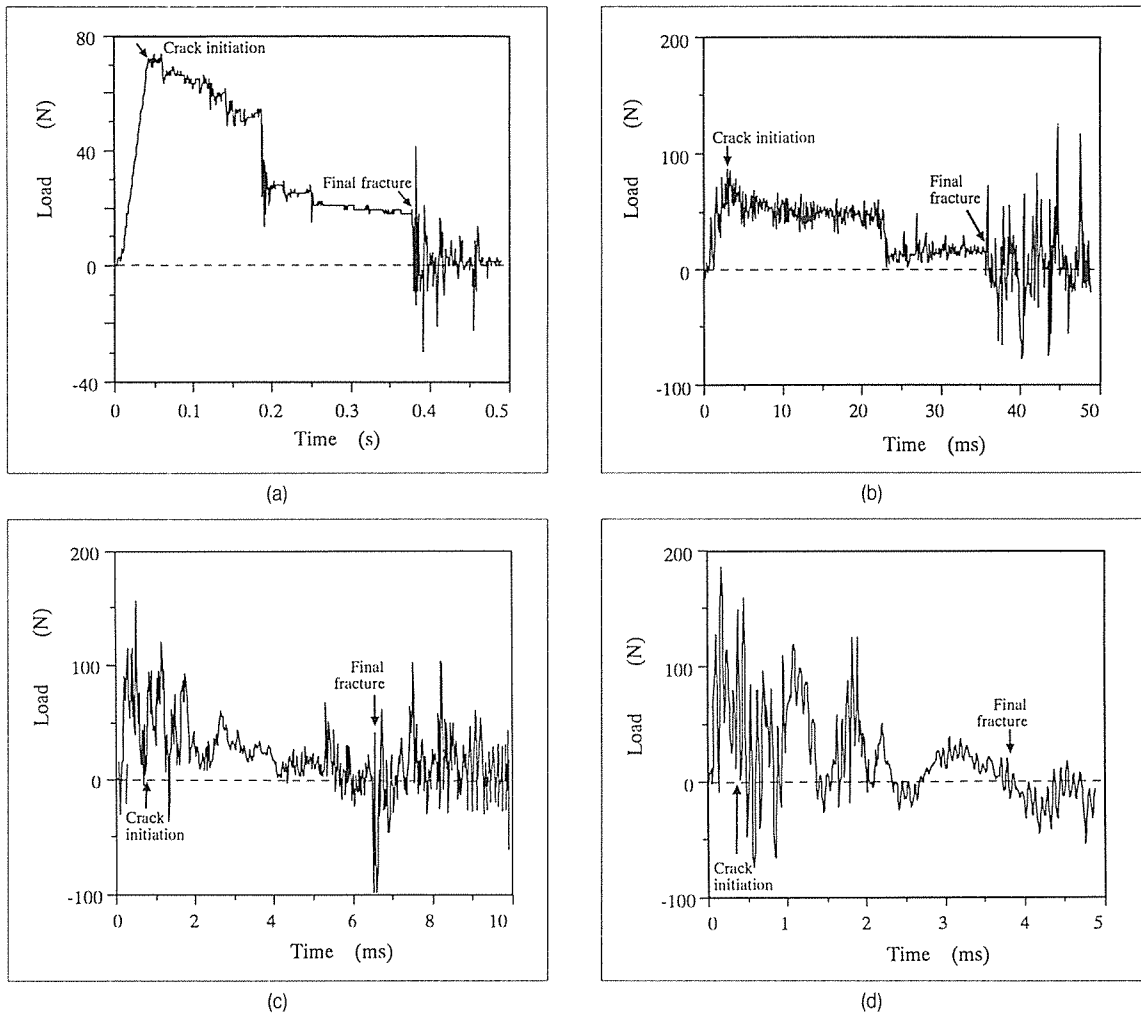 80
Crack initiation
40
Final fracture
0
-40
Load (N)
0 0.1 0.2 0.3 0.4 0.5
Time (s)
(a)
200
Crack initiation
100
Final
fracture
0
-100
Load (N)
0 10 20 30 40 50
Time (ms)
(b)
200
100
Final
fracture
0
Crack
initiation
-100
Load (N)
0 2 4 6 8 10
Time (ms)
(c)
200
100
Final
fracture
0
Crack
initiation
-100
Load (N)
0 1 2 3 4 5
Time (ms)
(d)